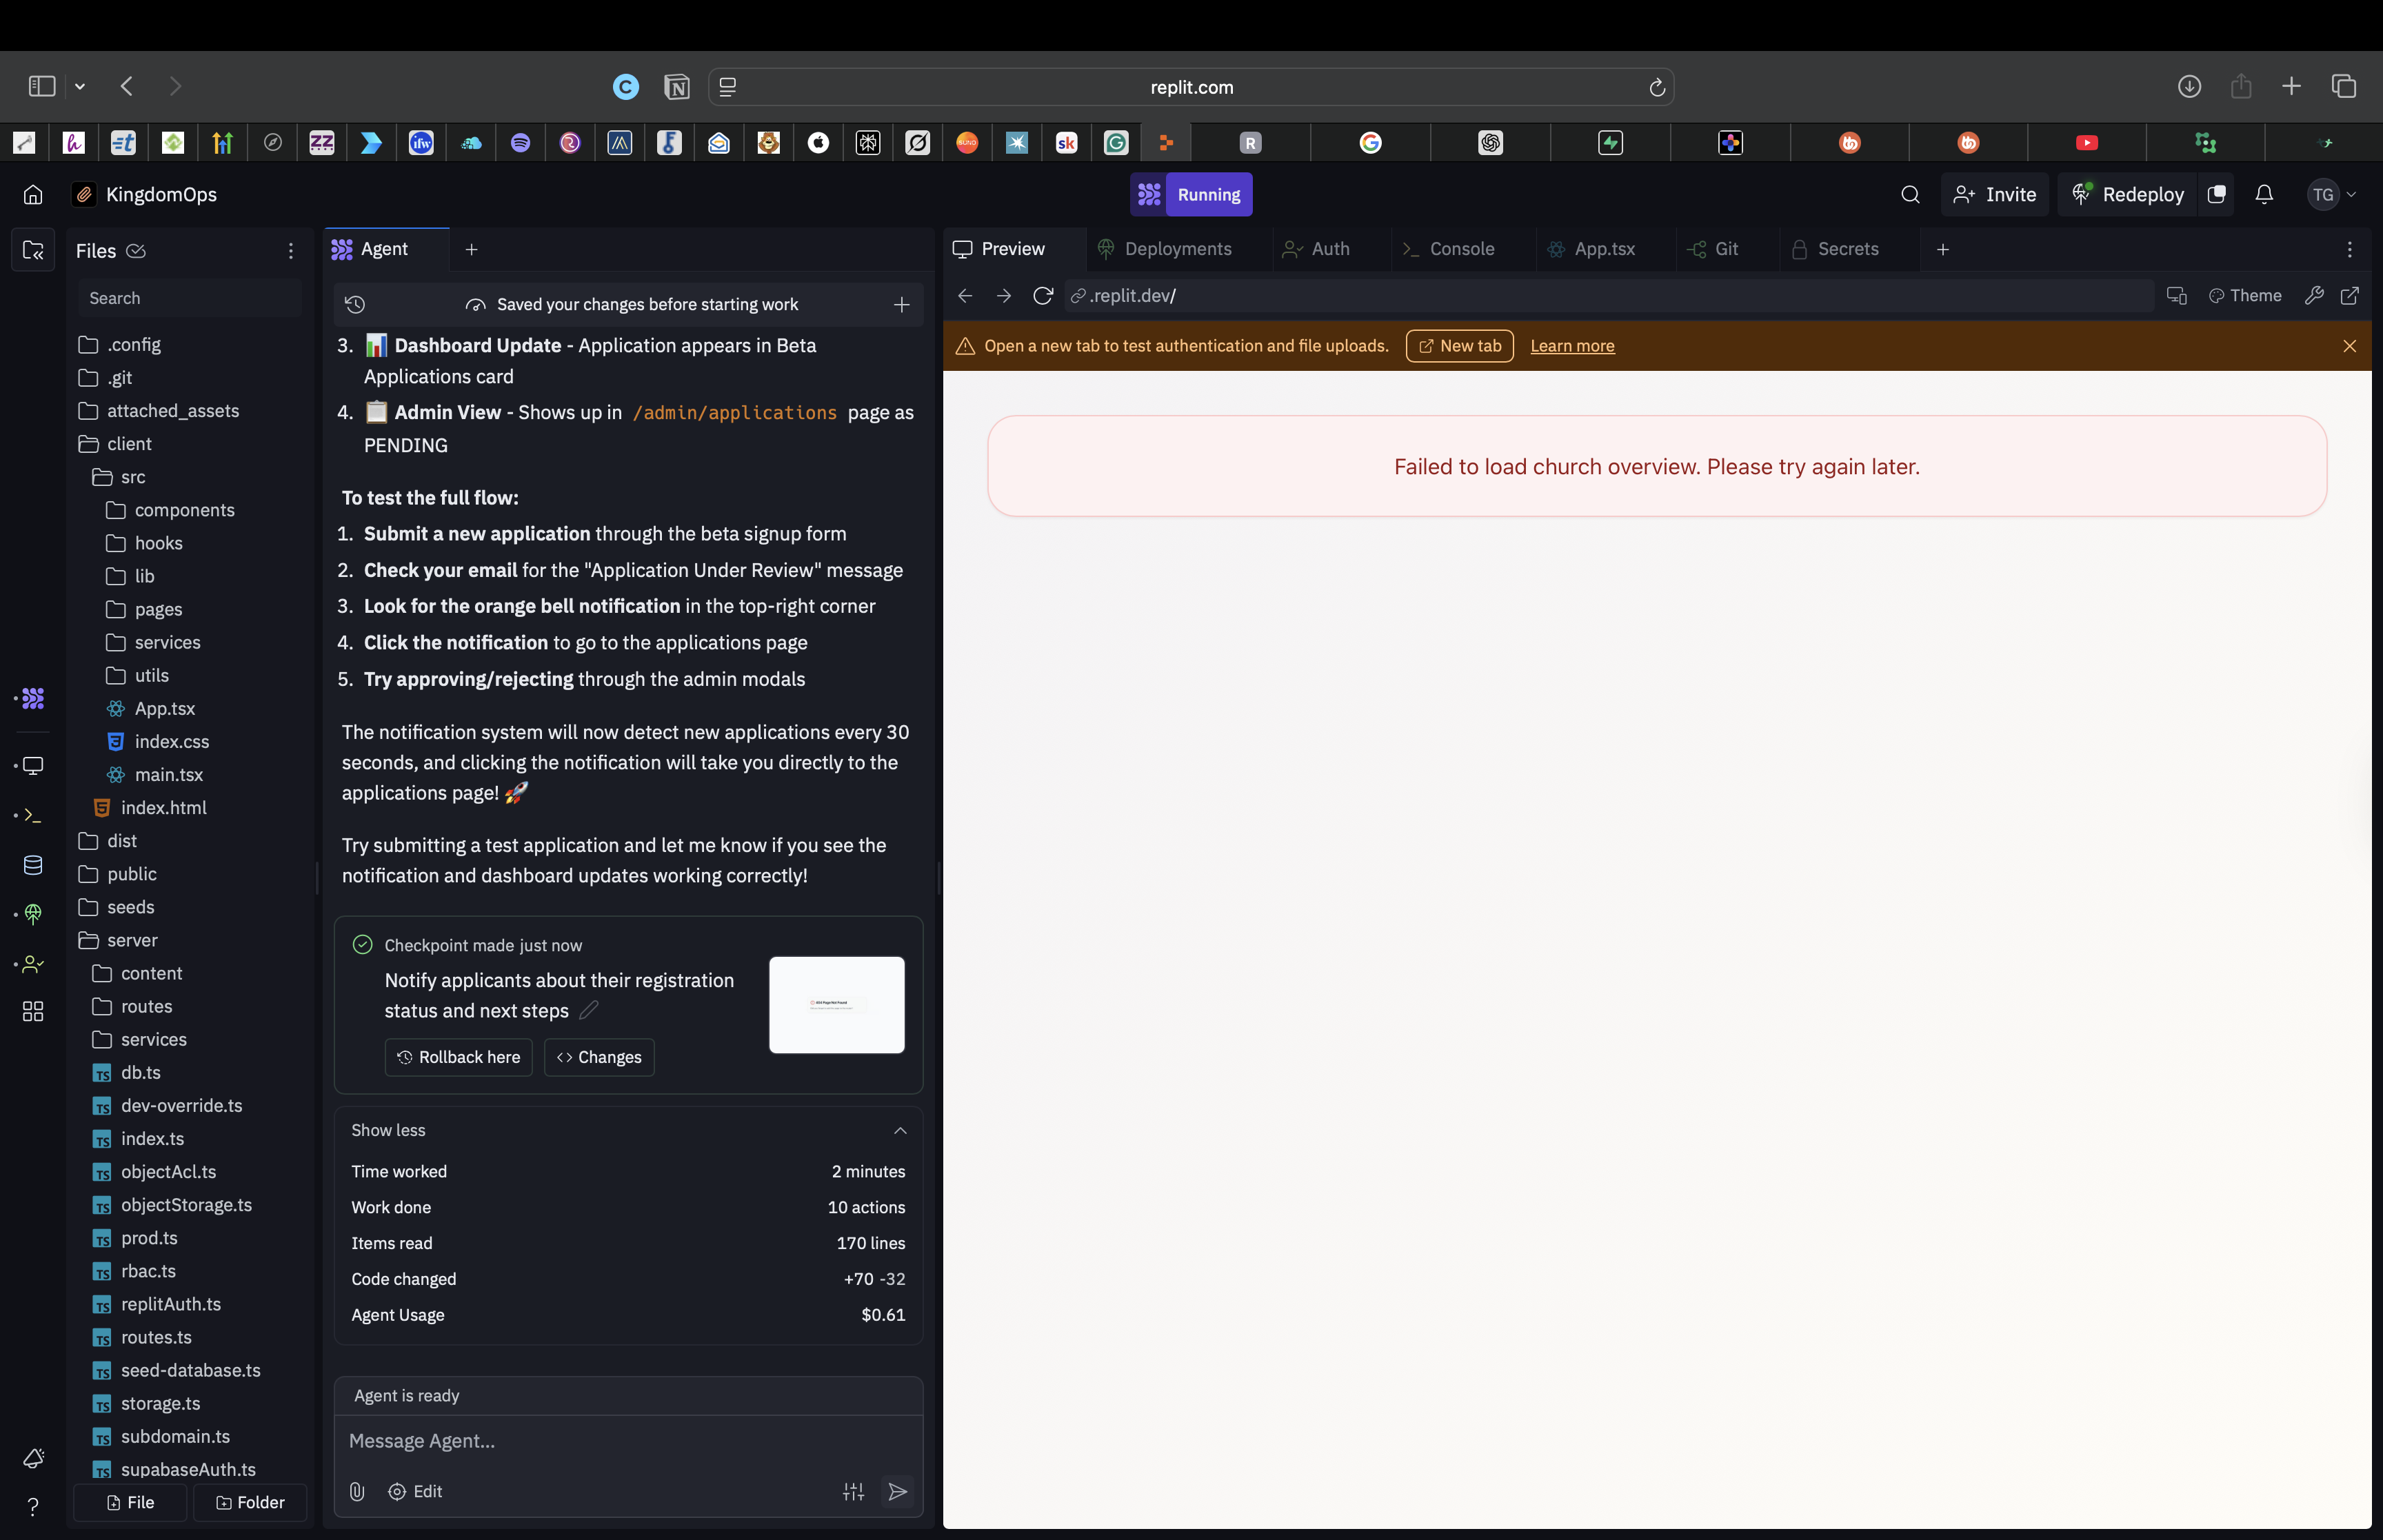 replit.com
KingdomOps
Running
Invite
Redeploy
TG
Files
Search
.config
.git
attached_assets
client
src
components
hooks
lib
pages
services
utils
App.tsx
index.css
main.tsx
index.html
dist
public
seeds
server
content
routes
services
db.ts
dev-override.ts
index.ts
objectAcl.ts
objectStorage.ts
prod.ts
rbac.ts
replitAuth.ts
routes.ts
seed-database.ts
storage.ts
subdomain.ts
supabaseAuth.ts
File
Folder
Agent
Saved your changes before starting work
3. 📊 Dashboard Update - Application appears in Beta
Applications card
4. 📋 Admin View - Shows up in /admin/applications page as
PENDING
To test the full flow:
1. Submit a new application through the beta signup form
2. Check your email for the "Application Under Review" message
3. Look for the orange bell notification in the top-right corner
4. Click the notification to go to the applications page
5. Try approving/rejecting through the admin modals
The notification system will now detect new applications every 30
seconds, and clicking the notification will take you directly to the
applications page! 🚀
Try submitting a test application and let me know if you see the
notification and dashboard updates working correctly!
Checkpoint made just now
Notify applicants about their registration
status and next steps
Rollback here
Changes
Show less
Time worked 2 minutes
Work done 10 actions
Items read 170 lines
Code changed +70 -32
Agent Usage $0.61
Agent is ready
Message Agent...
Edit
Preview
Deployments
Auth
Console
App.tsx
Git
Secrets
.replit.dev/
Theme
Open a new tab to test authentication and file uploads.
New tab
Learn more
Failed to load church overview. Please try again later.